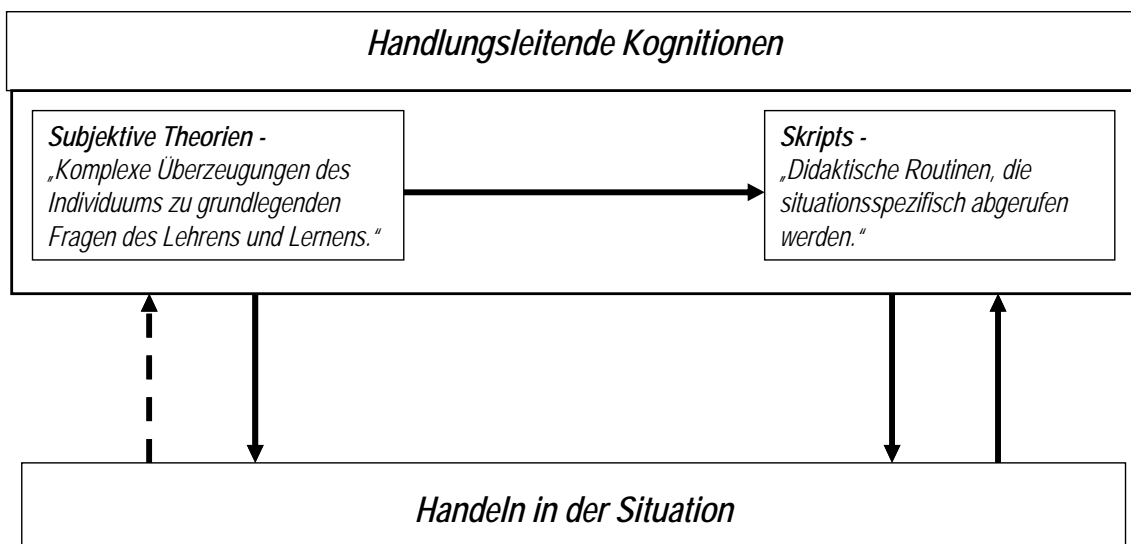 Handlungsleitende Kognitionen
Subjektive Theorien -
„Komplexe Überzeugungen des
Individuums zu grundlegenden
Fragen des Lehrens und Lernens.“
Skripts -
„Didaktische Routinen, die
situationsspezifisch abgerufen
werden.“
Handeln in der Situation